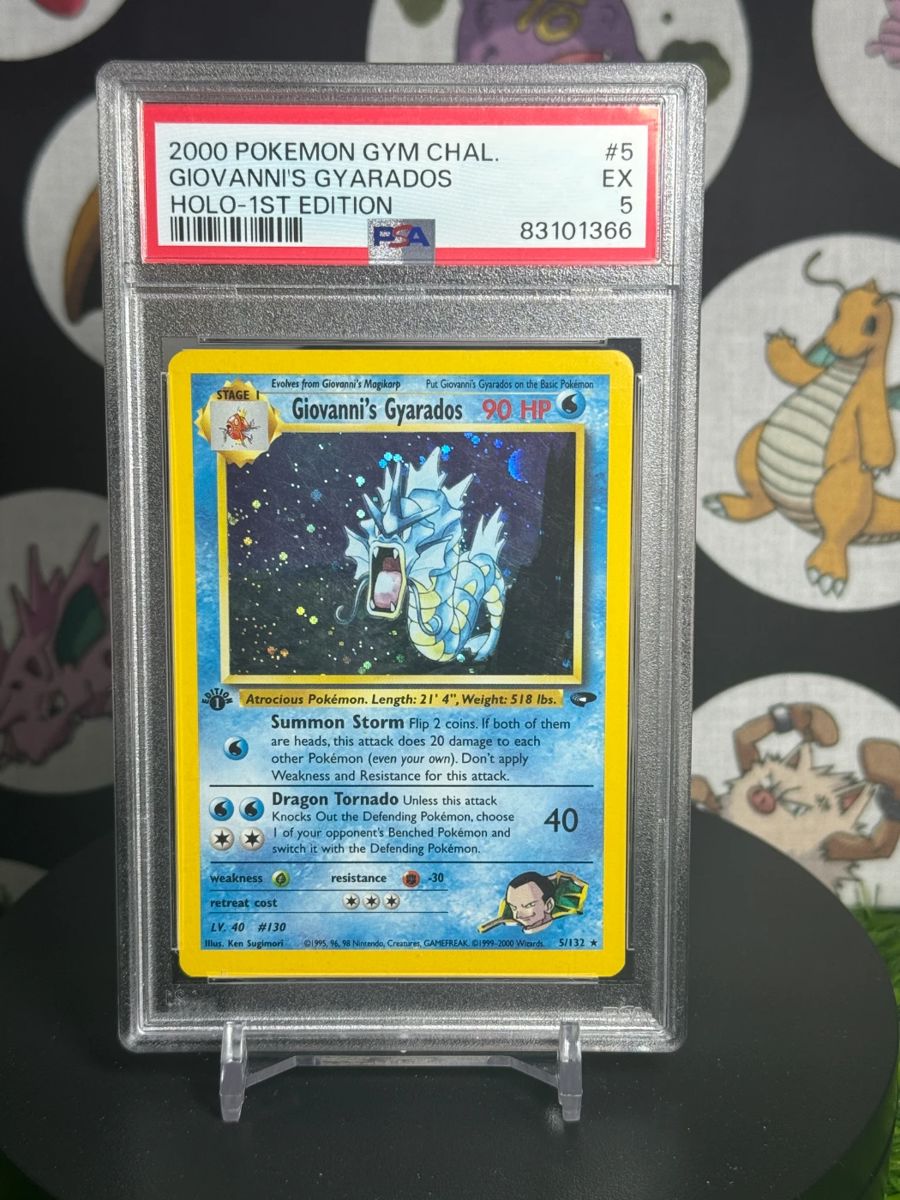 2000 POKEMON GYM CHAL. #5
GIOVANNI'S GYARADOS EX
HOLO-1ST EDITION 5
PSA 83101366
Evolves from Giovanni's Magikarp Put Giovanni's Gyarados on the Basic Pokémon
STAGE 1
Giovanni's Gyarados 90 HP
EDITION
1
Atrocious Pokémon. Length: 21' 4", Weight: 518 lbs.
Summon Storm Flip 2 coins. If both of them
are heads, this attack does 20 damage to each
other Pokémon (even your own). Don't apply
Weakness and Resistance for this attack.
Dragon Tornado Unless this attack
Knocks Out the Defending Pokémon, choose
1 of your opponent's Benched Pokémon and
switch it with the Defending Pokémon.
40
weakness resistance -30
retreat cost
LV. 40 #130
Illus. Ken Sugimori ©1995, 96, 98 Nintendo, Creatures, GAMEFREAK. ©1999-2000 Wizards. 5/132 ★